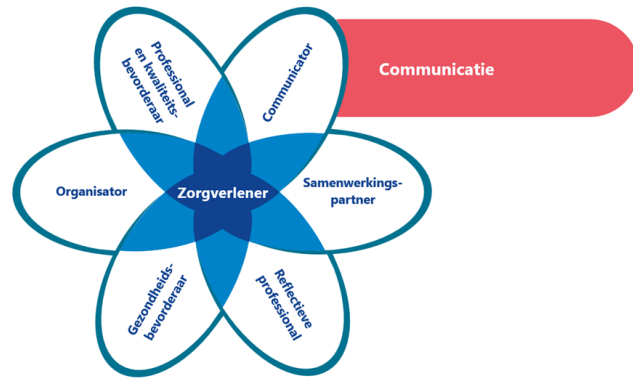 Professional
en kwaliteits-
bevorderaar
Communicator
Communicatie
Organisator
Zorgverlener
Samenwerkings-
partner
Gezondheids-
bevorderaar
Reflectieve
professional